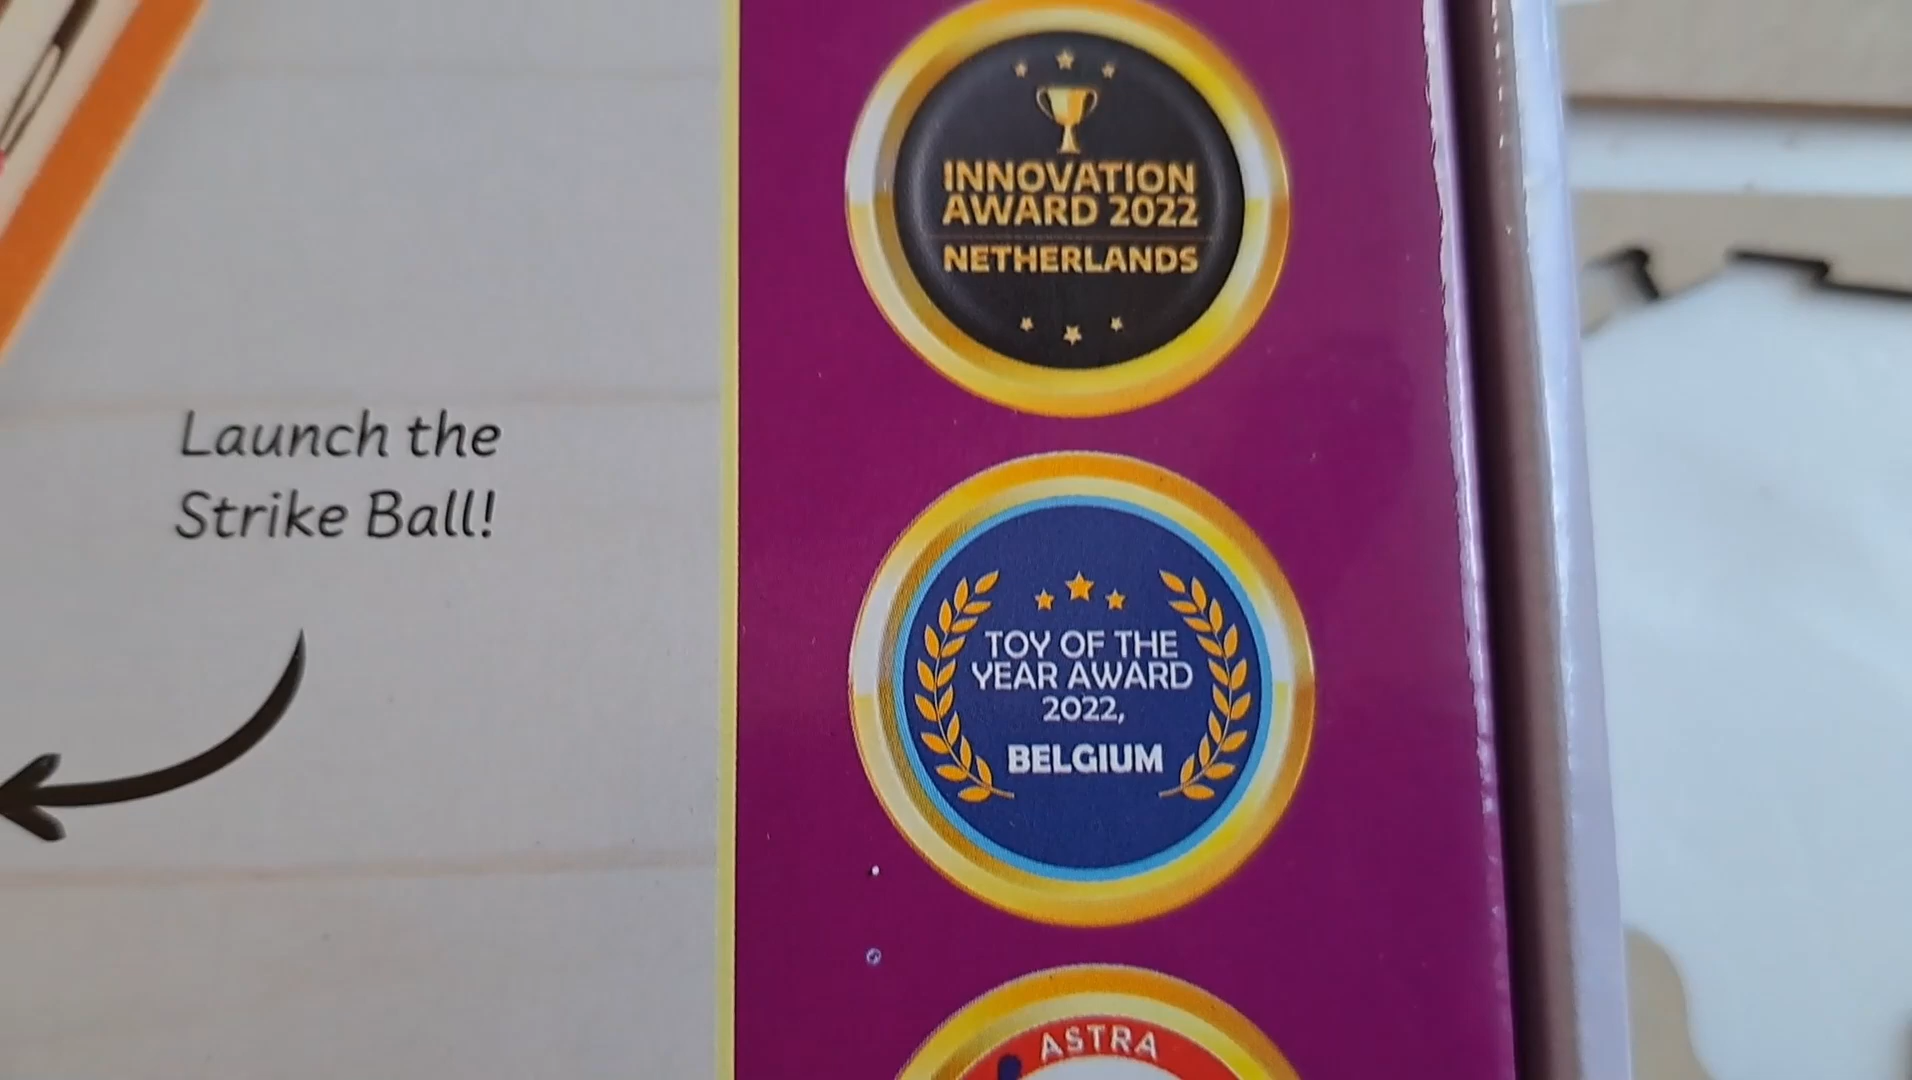 INNOVATION
AWARD 2022
NETHERLANDS
Launch the
Strike Ball!
TOY OF THE
YEAR AWARD
2022,
BELGIUM
ASTRA